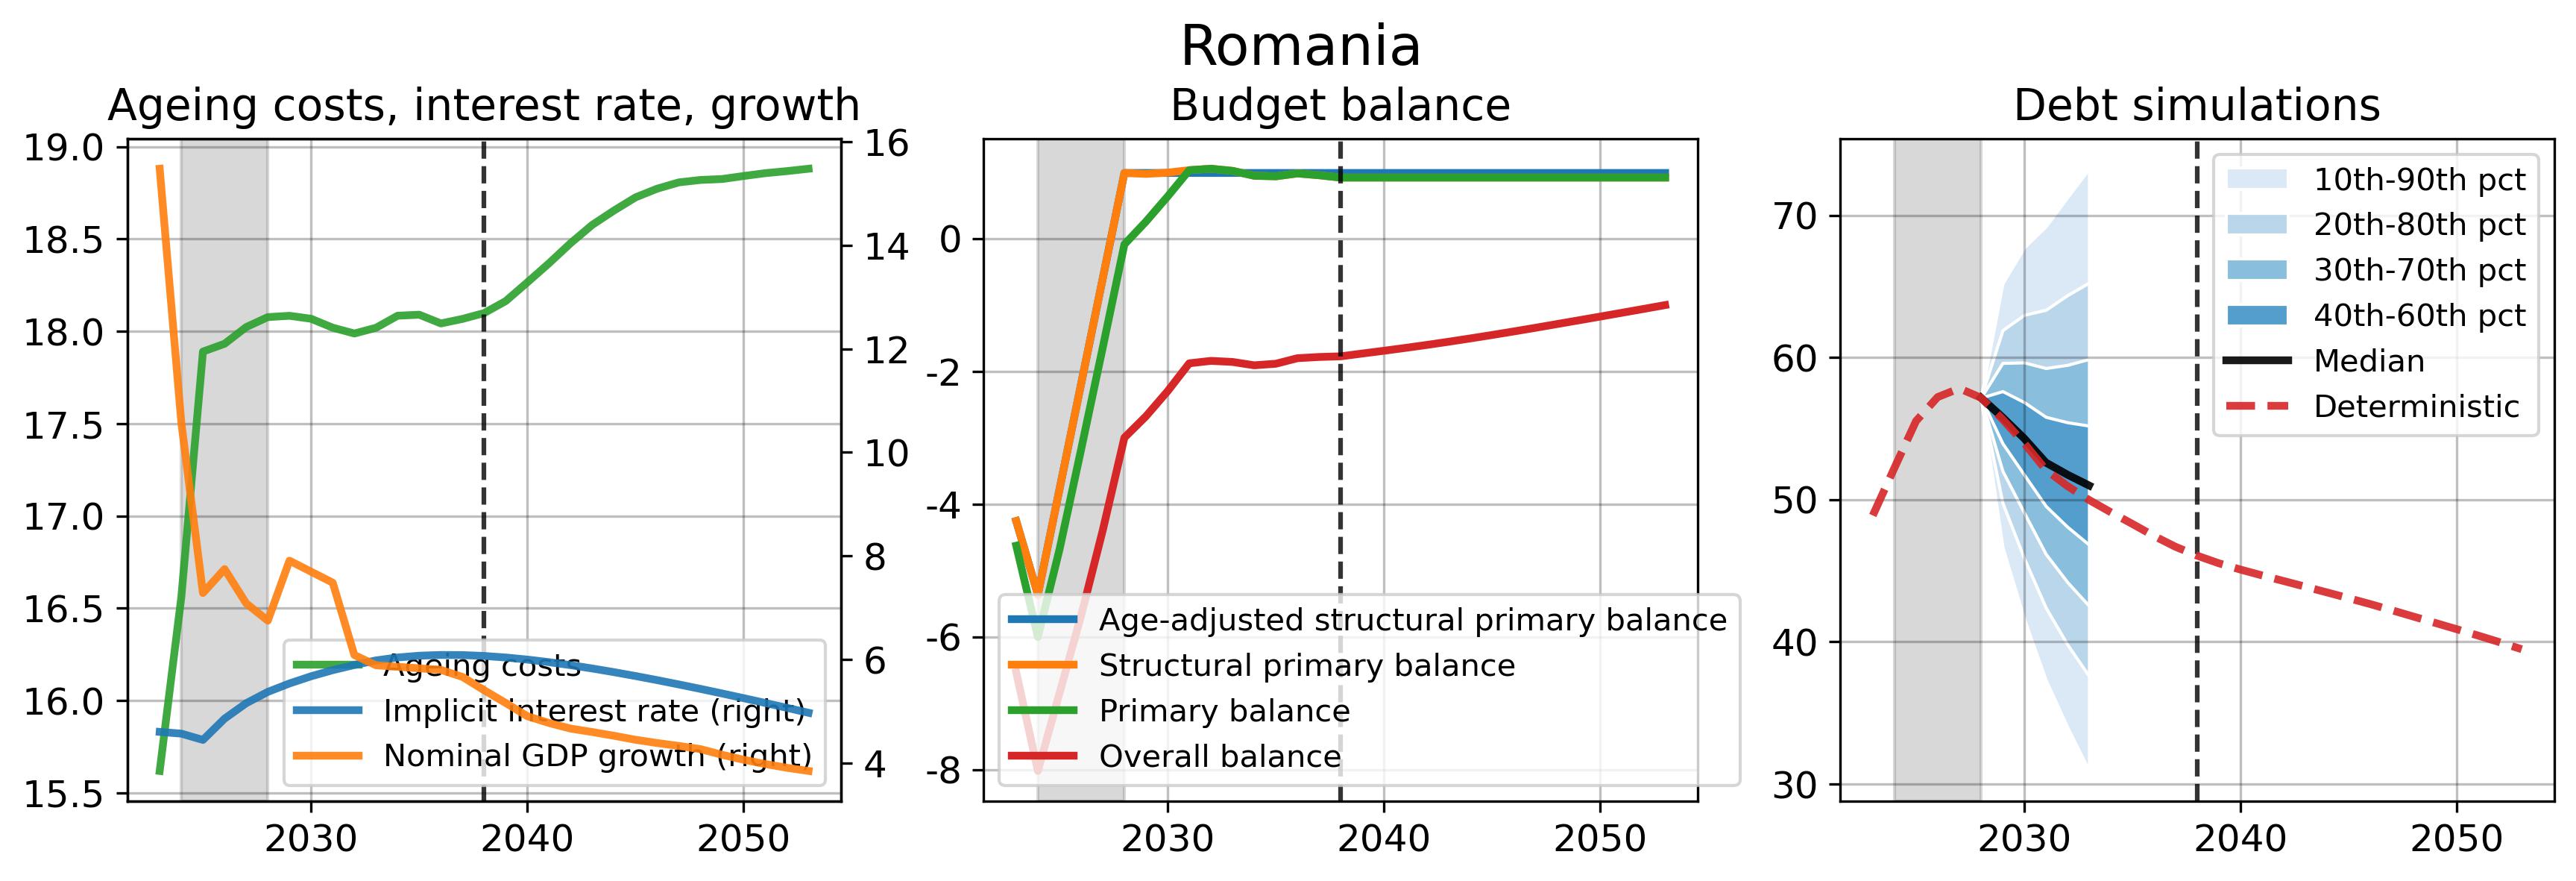 Romania
Ageing costs, interest rate, growth
19.0
18.5
18.0
17.5
17.0
16.5
16.0
15.5
16
14
12
10
8
6
4
Ageing costs
Implicit interest rate (right)
Nominal GDP growth (right)
2030 2040 2050
Budget balance
0
-2
-4
-6
-8
Age-adjusted structural primary balance
Structural primary balance
Primary balance
Overall balance
2030 2040 2050
Debt simulations
70
60
50
40
30
10th-90th pct
20th-80th pct
30th-70th pct
40th-60th pct
Median
Deterministic
2030 2040 2050